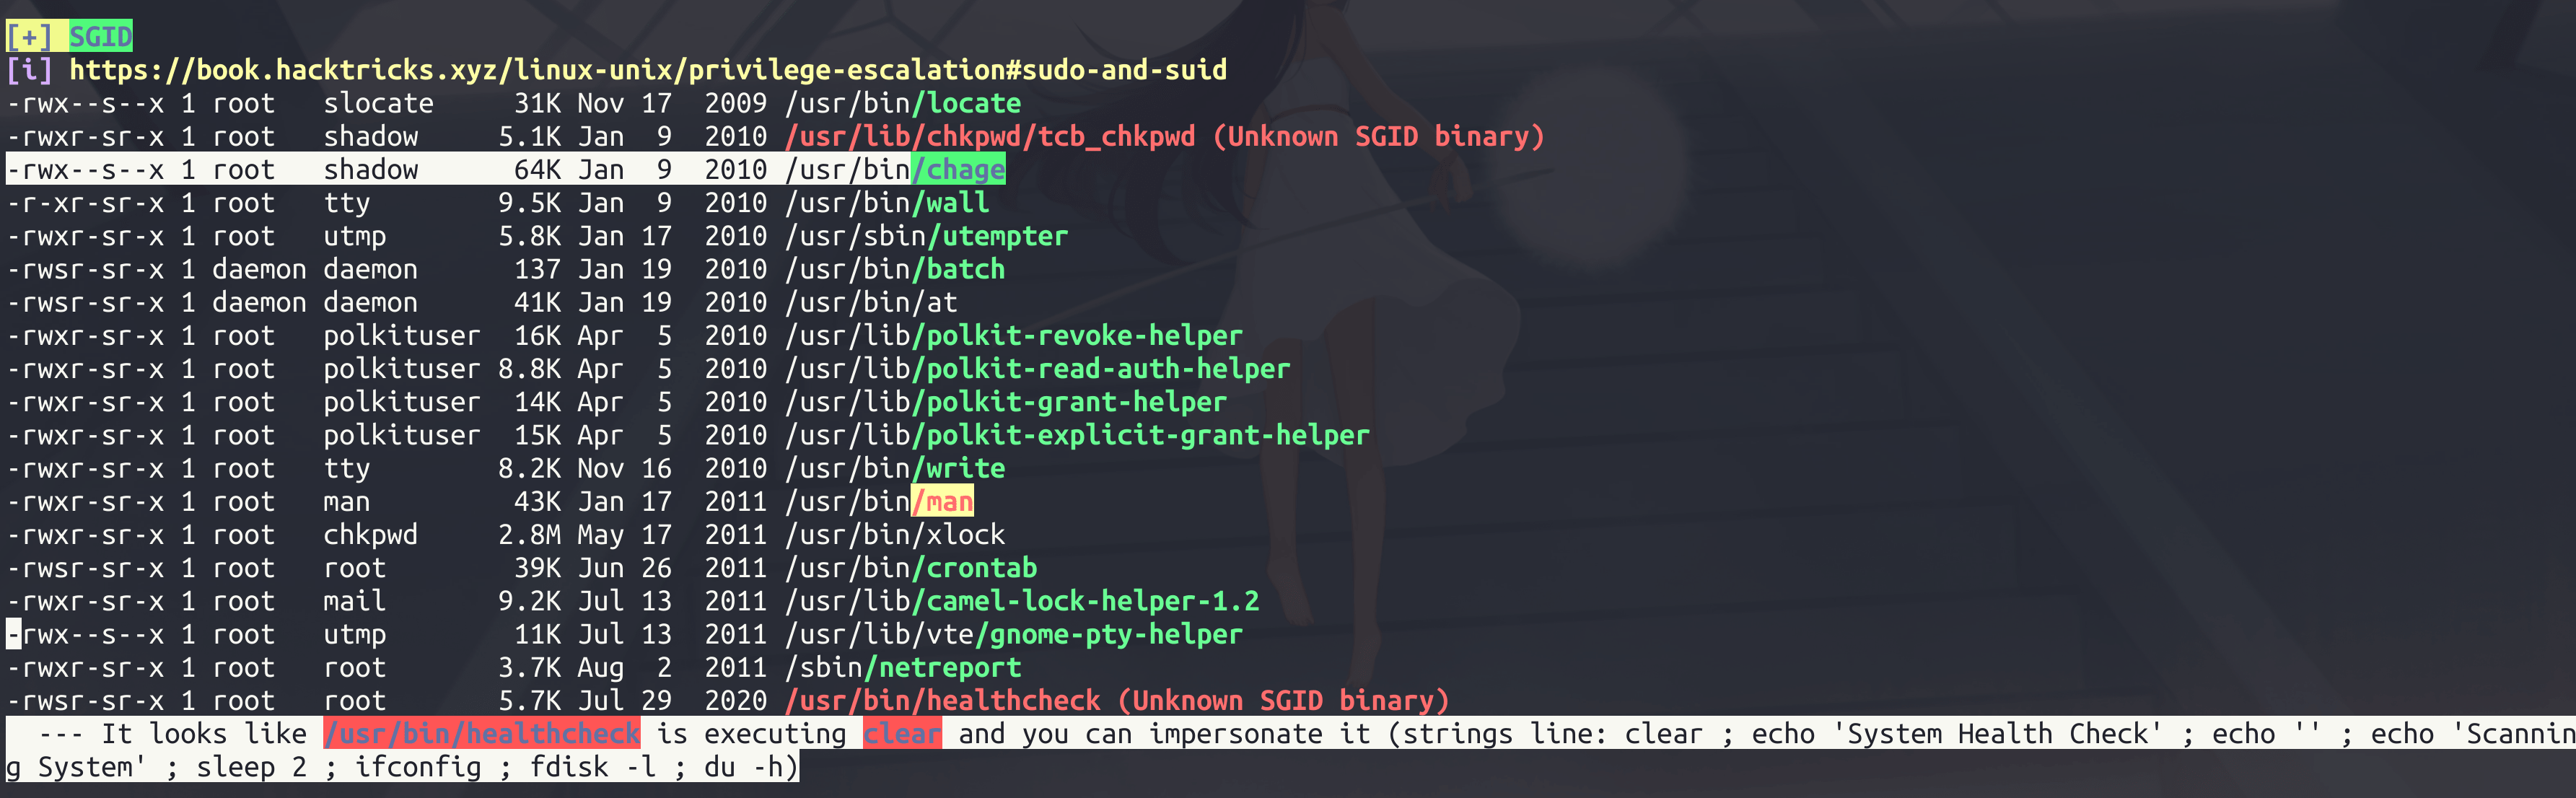 [+] SGID
[i] https://book.hacktricks.xyz/linux-unix/privilege-escalation#sudo-and-suid
-rwx--s--x 1 root   slocate     31K Nov 17  2009 /usr/bin/locate
-rwxr-sr-x 1 root   shadow     5.1K Jan  9  2010 /usr/lib/chkpwd/tcb_chkpwd (Unknown SGID binary)
-rwx--s--x 1 root   shadow      64K Jan  9  2010 /usr/bin/chage
-r-xr-sr-x 1 root   tty        9.5K Jan  9  2010 /usr/bin/wall
-rwxr-sr-x 1 root   utmp       5.8K Jan 17  2010 /usr/sbin/utempter
-rwsr-sr-x 1 daemon daemon      137 Jan 19  2010 /usr/bin/batch
-rwsr-sr-x 1 daemon daemon      41K Jan 19  2010 /usr/bin/at
-rwxr-sr-x 1 root   polkituser  16K Apr  5  2010 /usr/lib/polkit-revoke-helper
-rwxr-sr-x 1 root   polkituser 8.8K Apr  5  2010 /usr/lib/polkit-read-auth-helper
-rwxr-sr-x 1 root   polkituser  14K Apr  5  2010 /usr/lib/polkit-grant-helper
-rwxr-sr-x 1 root   polkituser  15K Apr  5  2010 /usr/lib/polkit-explicit-grant-helper
-rwxr-sr-x 1 root   tty        8.2K Nov 16  2010 /usr/bin/write
-rwxr-sr-x 1 root   man         43K Jan 17  2011 /usr/bin/man
-rwxr-sr-x 1 root   chkpwd     2.8M May 17  2011 /usr/bin/xlock
-rwsr-sr-x 1 root   root        39K Jun 26  2011 /usr/bin/crontab
-rwxr-sr-x 1 root   mail       9.2K Jul 13  2011 /usr/lib/camel-lock-helper-1.2
-rwx--s--x 1 root   utmp        11K Jul 13  2011 /usr/lib/vte/gnome-pty-helper
-rwxr-sr-x 1 root   root       3.7K Aug  2  2011 /sbin/netreport
-rwsr-sr-x 1 root   root       5.7K Jul 29  2020 /usr/bin/healthcheck (Unknown SGID binary)
  --- It looks like /usr/bin/healthcheck is executing clear and you can impersonate it (strings line: clear ; echo 'System Health Check' ; echo '' ; echo 'Scannin
g System' ; sleep 2 ; ifconfig ; fdisk -l ; du -h)